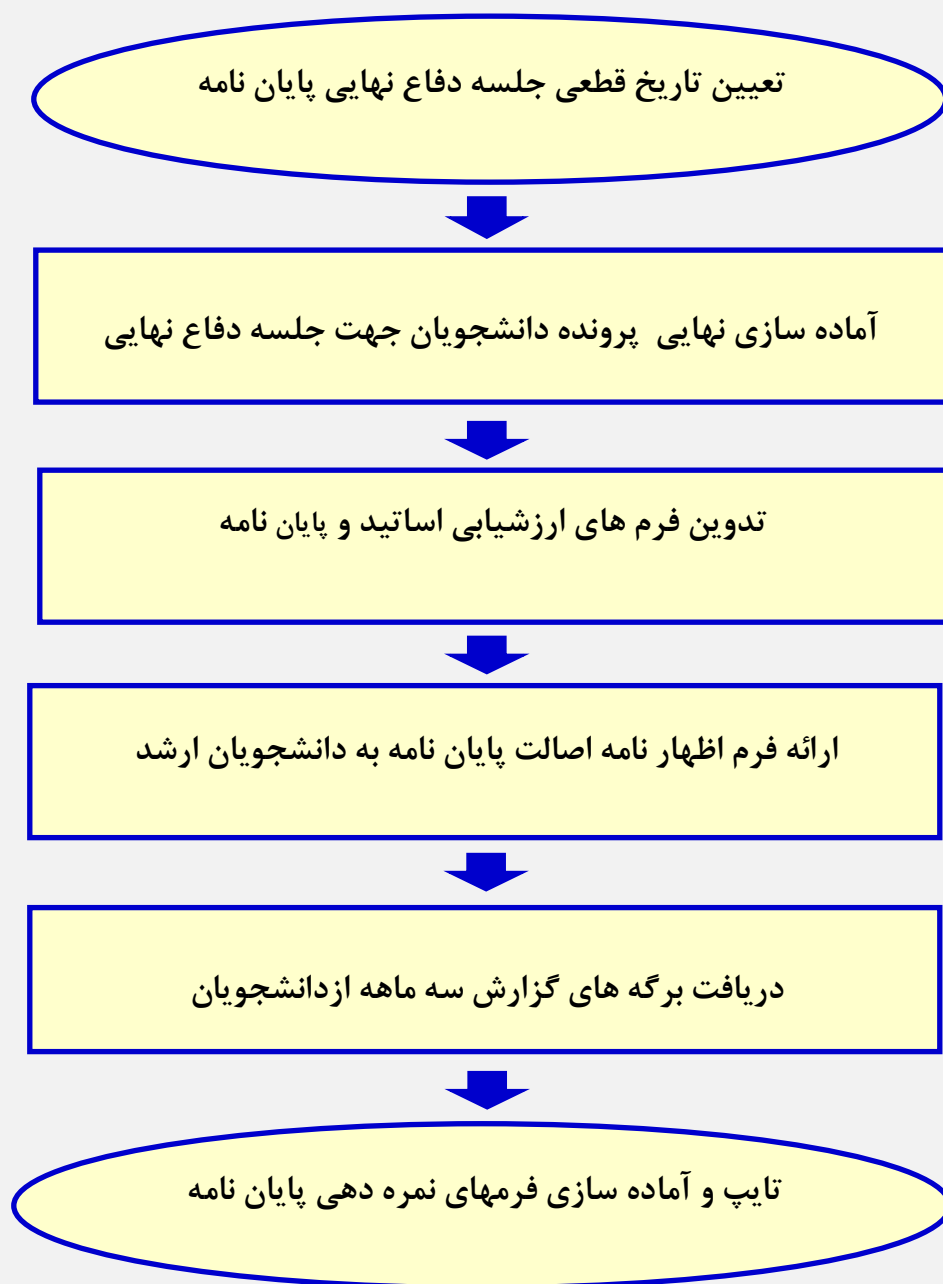 تعیین تاریخ قطعی جلسه دفاع نهایی پایان نامه
آماده سازی نهایی پرونده دانشجویان جهت جلسه دفاع نهایی
تدوین فرم های ارزشیابی اساتید و پایان نامه
ارائه فرم اظهار نامه اصالت پایان نامه به دانشجویان ارشد
دریافت برگه های گزارش سه ماهه ازدانشجویان
تایپ و آماده سازی فرمهای نمره دهی پایان نامه